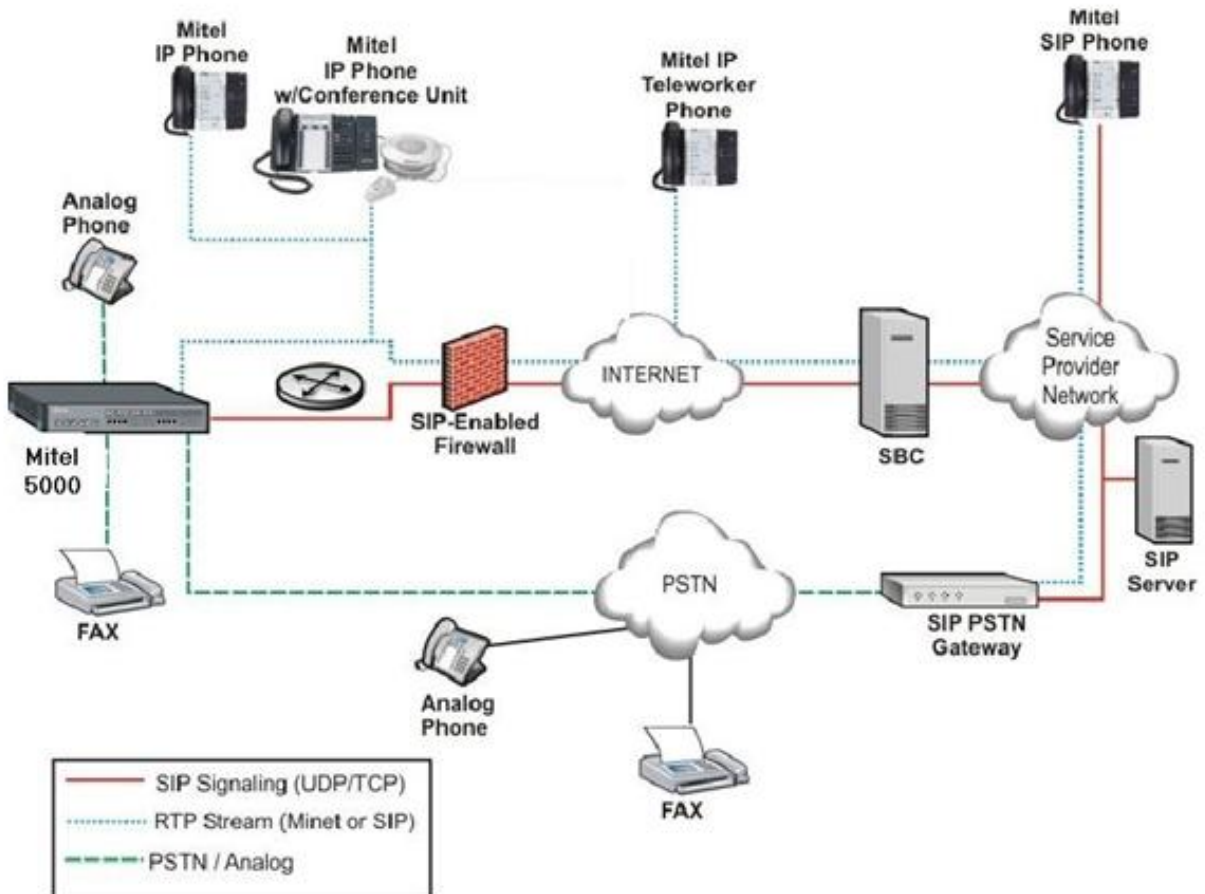 Mitel
IP Phone
Mitel
IP Phone
w/Conference Unit
Mitel IP
Teleworker
Phone
Mitel
SIP Phone
Analog
Phone
Mitel
5000
SIP-Enabled
Firewall
INTERNET
SBC
Service
Provider
Network
FAX
PSTN
SIP PSTN
Gateway
SIP
Server
Analog
Phone
FAX
SIP Signaling (UDP/TCP)
RTP Stream (Minet or SIP)
PSTN / Analog